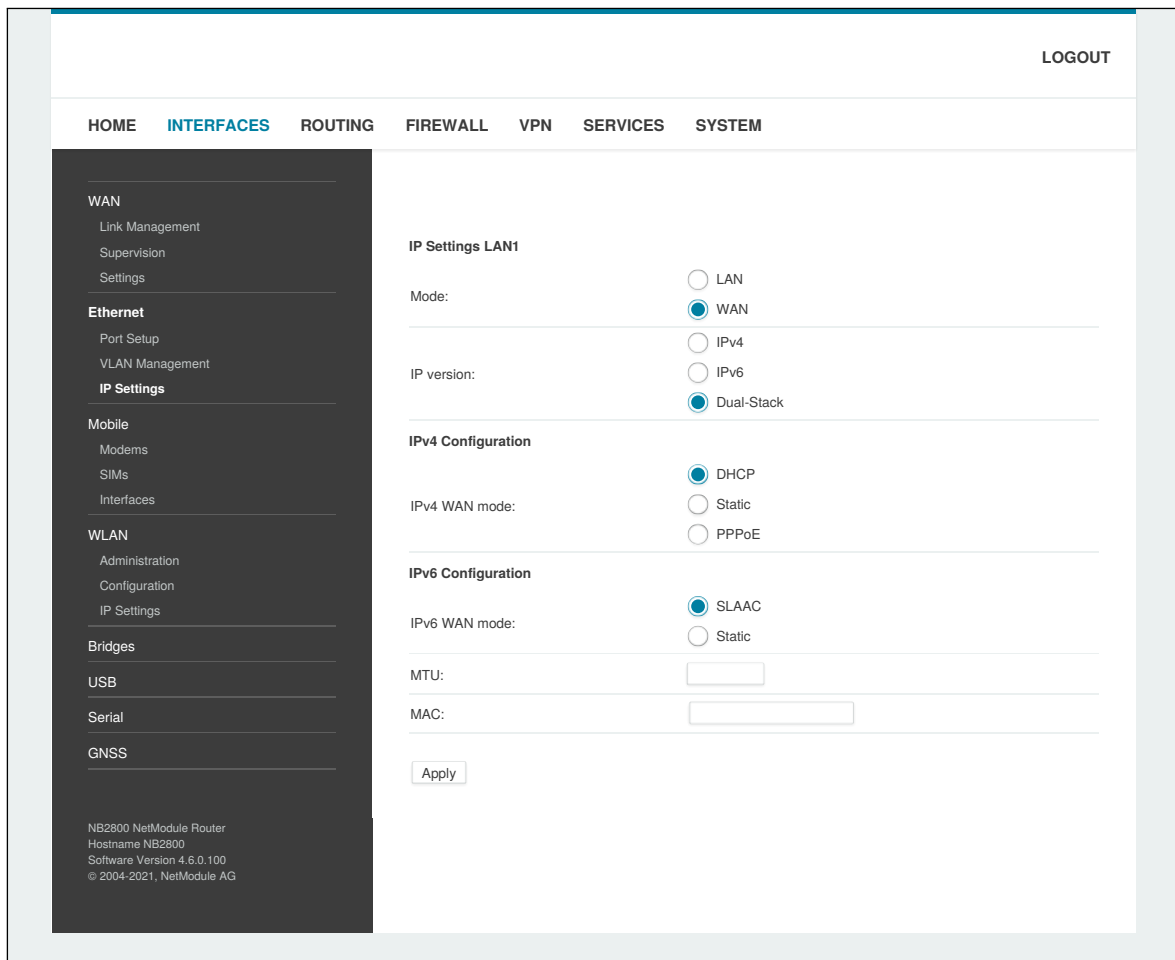 LOGOUT
HOME INTERFACES ROUTING FIREWALL VPN SERVICES SYSTEM
WAN
Link Management
Supervision
Settings
Ethernet
Port Setup
VLAN Management
IP Settings
Mobile
Modems
SIMs
Interfaces
WLAN
Administration
Configuration
IP Settings
Bridges
USB
Serial
GNSS
NB2800 NetModule Router
Hostname NB2800
Software Version 4.6.0.100
© 2004-2021, NetModule AG
IP Settings LAN1
Mode:
LAN
WAN
IP version:
IPv4
IPv6
Dual-Stack
IPv4 Configuration
IPv4 WAN mode:
DHCP
Static
PPPoE
IPv6 Configuration
IPv6 WAN mode:
SLAAC
Static
MTU:
MAC:
Apply